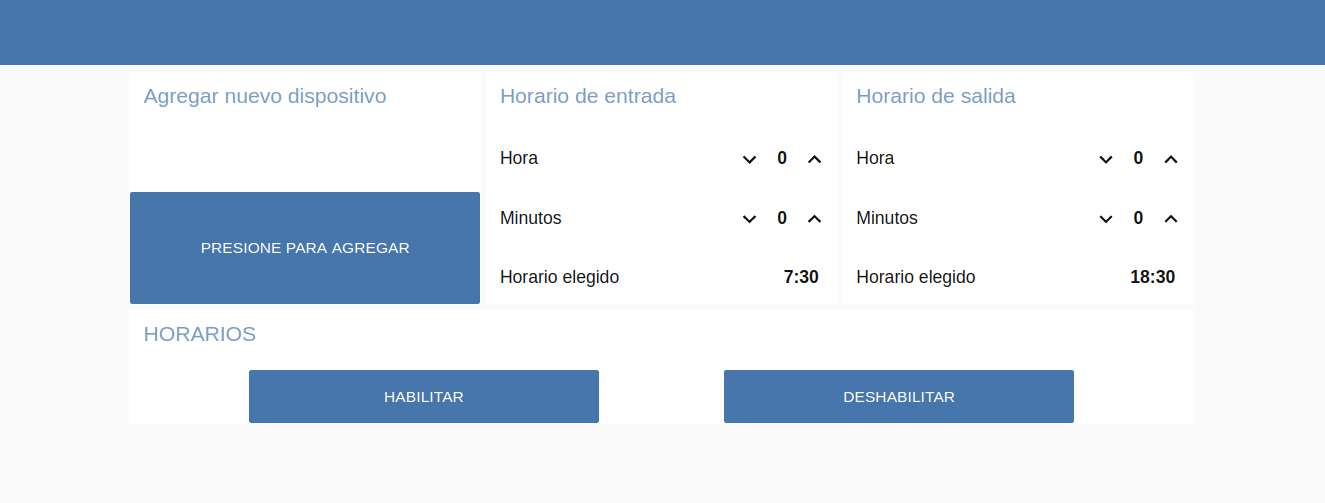 Agregar nuevo dispositivo
PRESIONE PARA AGREGAR
Horario de entrada
Hora 0
Minutos 0
Horario elegido 7:30
Horario de salida
Hora 0
Minutos 0
Horario elegido 18:30
HORARIOS
HABILITAR
DESHABILITAR